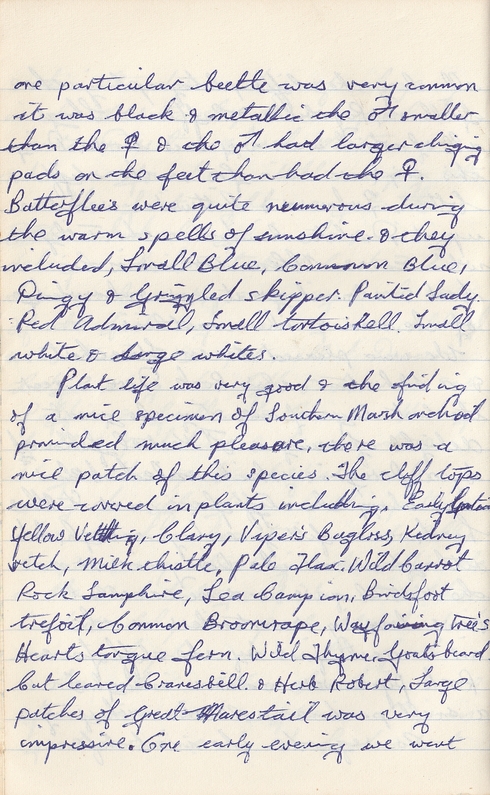 one particular beetle was very common
it was black & metallic the ♂ smaller
than the ♀ & the ♂ had larger clinging
pads on the feet than had the ♀.
Butterflies were quite numerous during
the warm spells of sunshine. & they
included, Small Blue, Common Blue,
Dingy & Grizzled skipper. Painted Lady.
Red Admiral, Small tortoishell. Small
white & large whites.
Plant life was very good & the finding
of a nice specimen of Southern Marsh orchid
provided much pleasure, there was a
nice patch of this species. The cliff tops
were covered in plants including, Early
Yellow Vetchling, Clary, Viper's Bugloss, Kidney
vetch, Milk thistle, Pale Flax. Wild Carrot
Rock Samphire, Sea Campion, Birdsfoot
trefoil, Common Broomrape, Wayfaring Tree's
Hearts tongue fern. Wild Thyme. Goatsbeard
Cut leaved Cranesbill. & Herb Robert, Large
patches of Great Marestail was very
impressive. One early evening we went